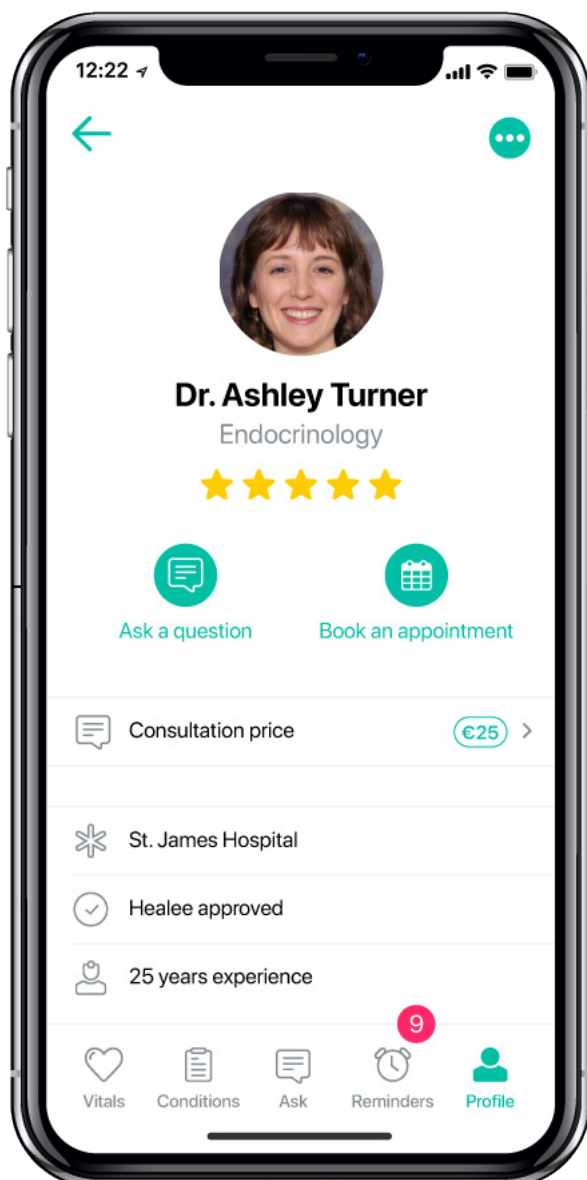 12:22
Dr. Ashley Turner
Endocrinology
Ask a question
Book an appointment
Consultation price €25
St. James Hospital
Healee approved
25 years experience
9
Vitals Conditions Ask Reminders Profile